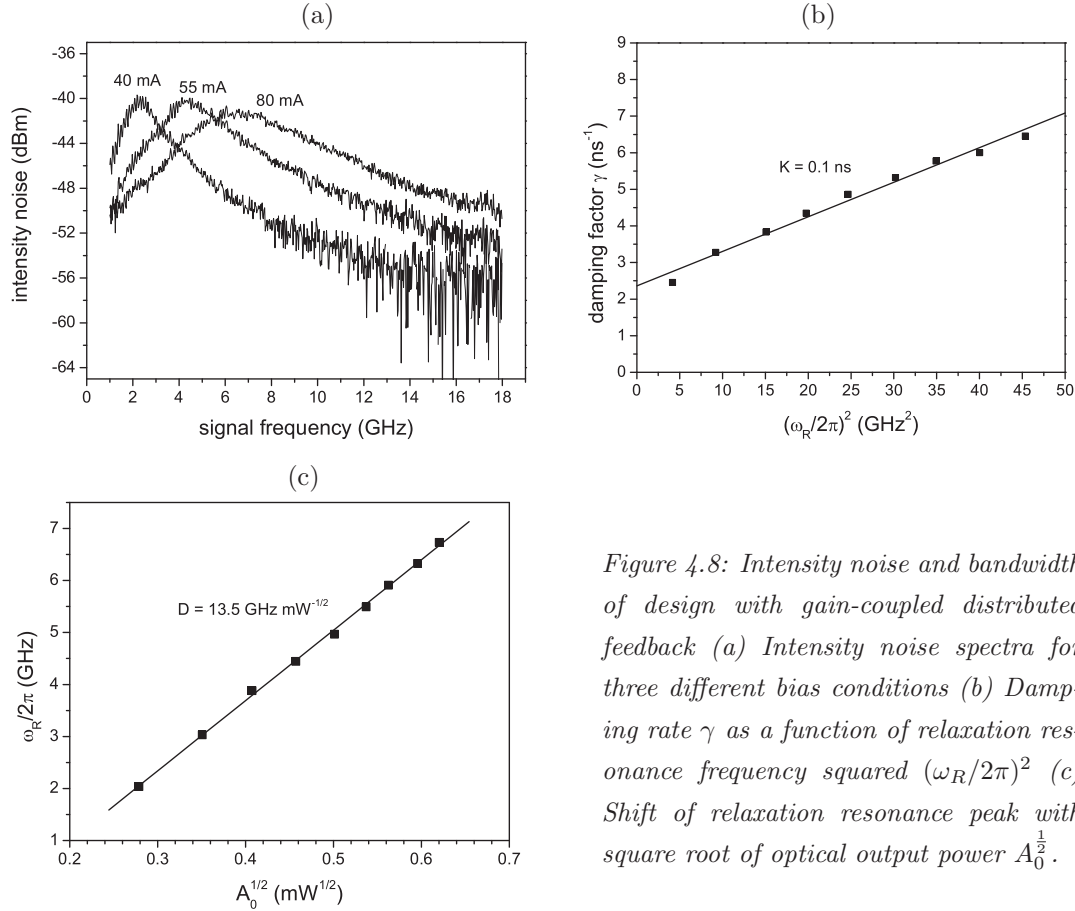 (a)
-36
-40
-44
-48
-52
-56
-60
-64
40 mA
55 mA
80 mA
0 2 4 6 8 10 12 14 16 18
intensity noise (dBm)
signal frequency (GHz)
(b)
9
8
7
6
5
4
3
2
1
0
K = 0.1 ns
0 5 10 15 20 25 30 35 40 45 50
damping factor γ (ns⁻¹)
(ω_R/2π)² (GHz²)
(c)
7
6
5
4
3
2
1
D = 13.5 GHz mW^{-1/2}
0.2 0.3 0.4 0.5 0.6 0.7
ω_R/2π (GHz)
A_0^{1/2} (mW^{1/2})
Figure 4.8: Intensity noise and bandwidth
of design with gain-coupled distributed
feedback (a) Intensity noise spectra for
three different bias conditions (b) Damp-
ing rate γ as a function of relaxation res-
onance frequency squared (ω_R/2π)² (c)
Shift of relaxation resonance peak with
square root of optical output power A_0^{1/2}.